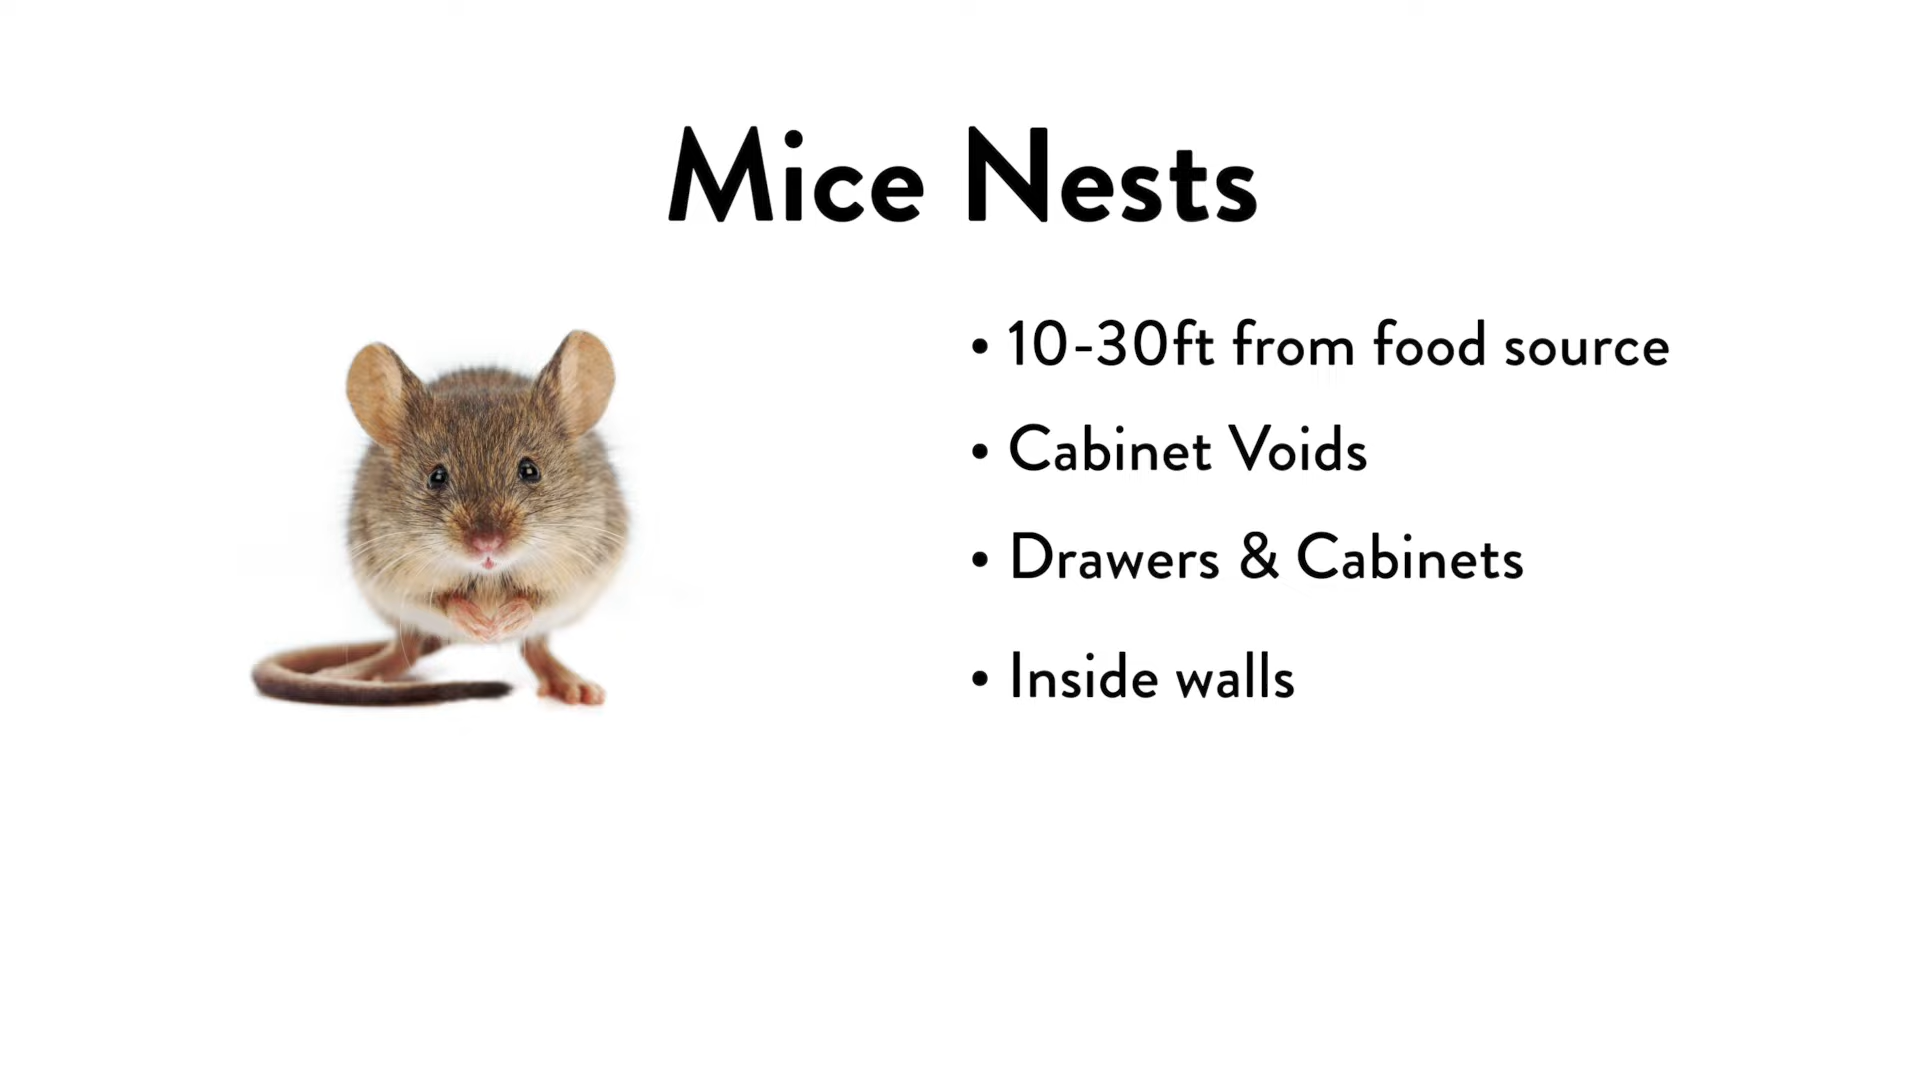 Mice Nests
• 10-30ft from food source
• Cabinet Voids
• Drawers & Cabinets
• Inside walls